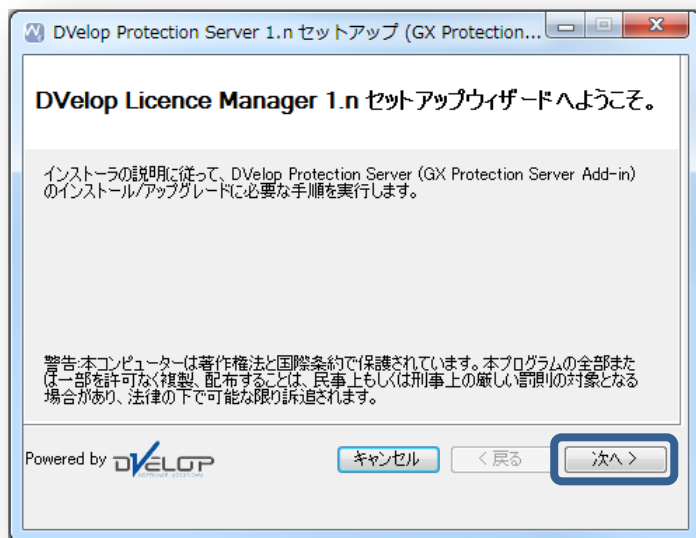 DVelop Protection Server 1.n セットアップ (GX Protection...
DVelop Licence Manager 1.n セットアップウィザードへようこそ。
インストーラの説明に従って、DVelop Protection Server (GX Protection Server Add-in)
のインストール/アップグレードに必要な手順を実行します。
警告:本コンピューターは著作権法と国際条約で保護されています。本プログラムの全部また
は一部を許可なく複製、配布することは、民事上もしくは刑事上の厳しい罰則の対象となる
場合があり、法律の下で可能な限り訴追されます。
Powered by DVELOP
キャンセル
< 戻る
次へ >